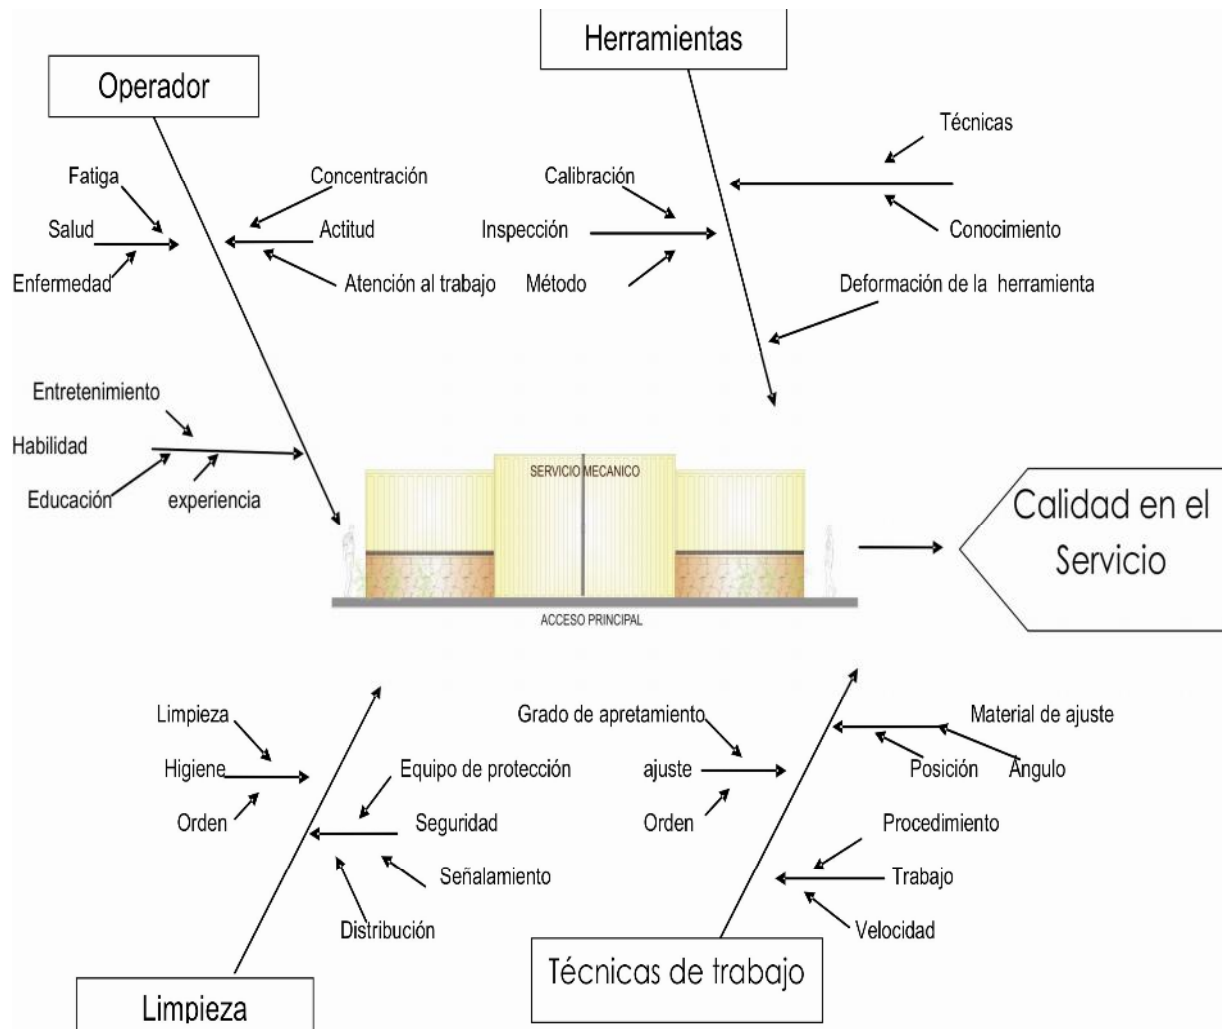 Herramientas
Operador
Técnicas
Fatiga
Concentración
Calibración
Salud
Actitud
Inspección
Conocimiento
Enfermedad
Atención al trabajo
Método
Deformación de la herramienta
Entretenimiento
Habilidad
Educación
experiencia
SERVICIO MECANICO
ACCESO PRINCIPAL
Calidad en el
Servicio
Limpieza
Higiene
Orden
Equipo de protección
Seguridad
Señalamiento
Distribución
Grado de apretamiento
ajuste
Orden
Material de ajuste
Posición
Angulo
Procedimiento
Trabajo
Velocidad
Técnicas de trabajo
Limpieza